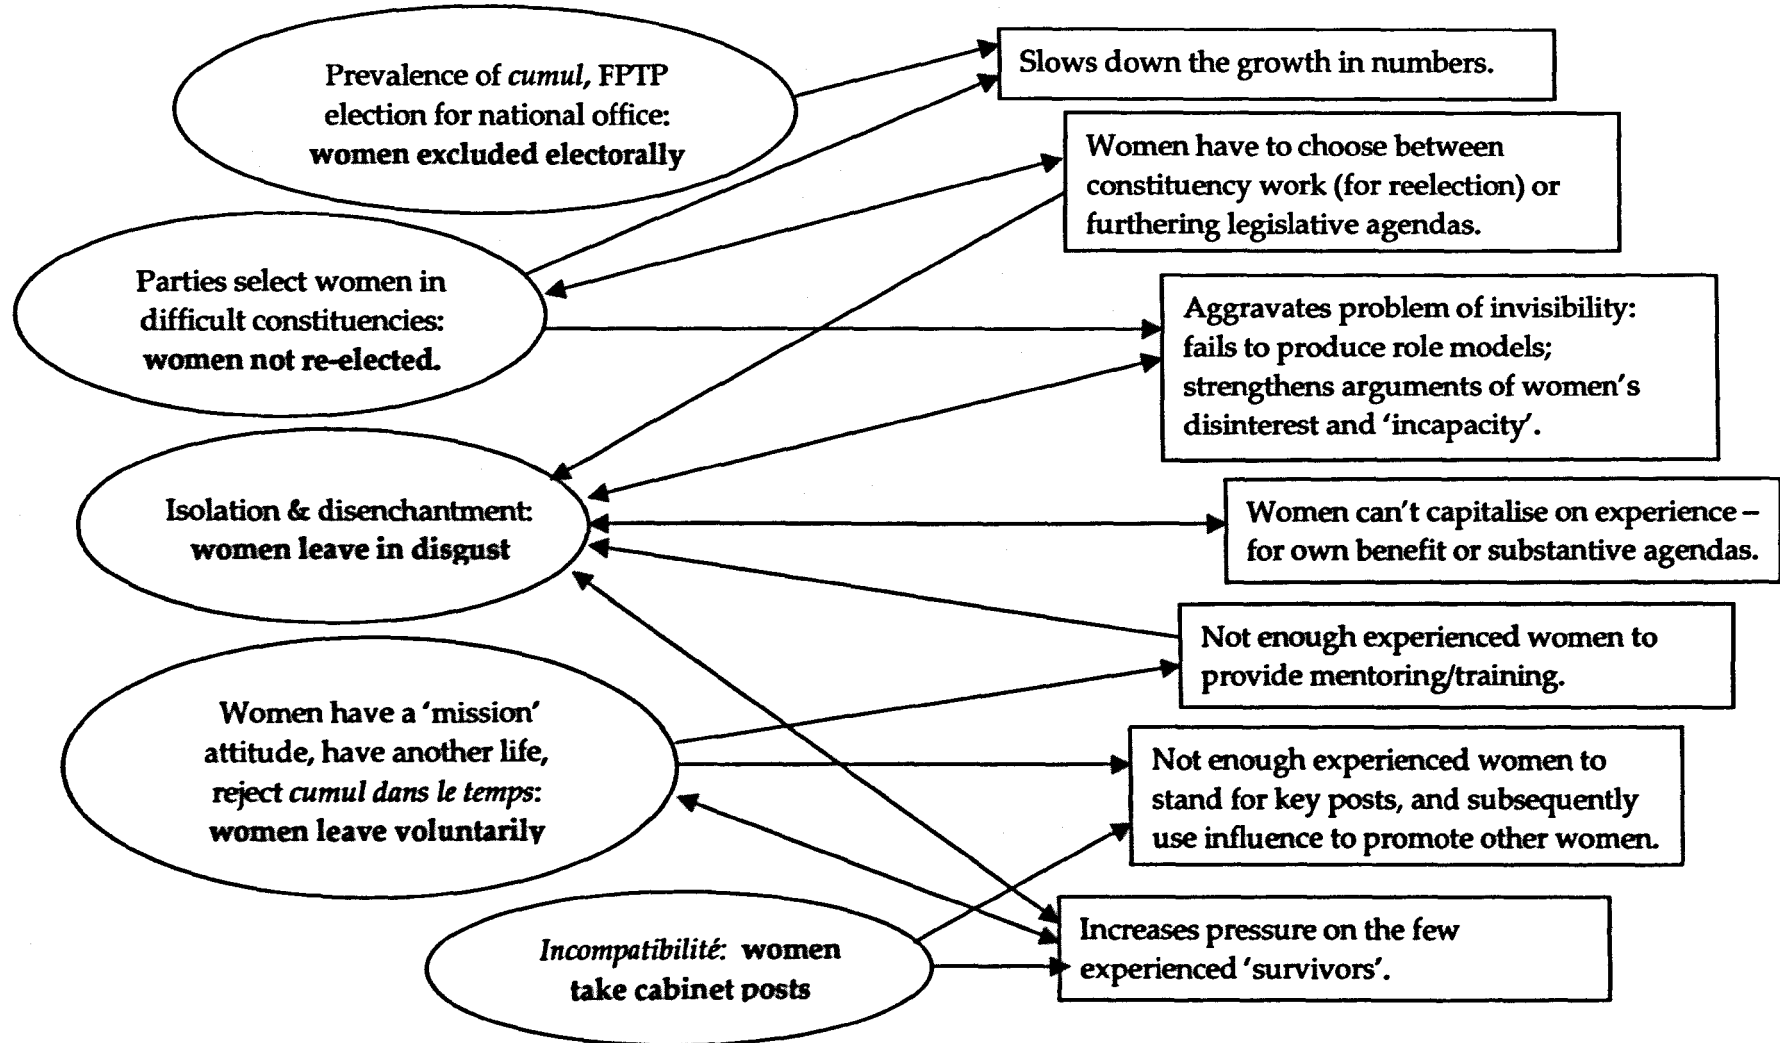 Prevalence of cumul, FPTP
election for national office:
women excluded electorally
Parties select women in
difficult constituencies:
women not re-elected.
Isolation & disenchantment:
women leave in disgust
Women have a ‘mission’
attitude, have another life,
reject cumul dans le temps:
women leave voluntarily
Incompatibilité: women
take cabinet posts
Slows down the growth in numbers.
Women have to choose between
constituency work (for reelection) or
furthering legislative agendas.
Aggravates problem of invisibility:
fails to produce role models;
strengthens arguments of women’s
disinterest and ‘incapacity’.
Women can’t capitalise on experience –
for own benefit or substantive agendas.
Not enough experienced women to
provide mentoring/training.
Not enough experienced women to
stand for key posts, and subsequently
use influence to promote other women.
Increases pressure on the few
experienced ‘survivors’.